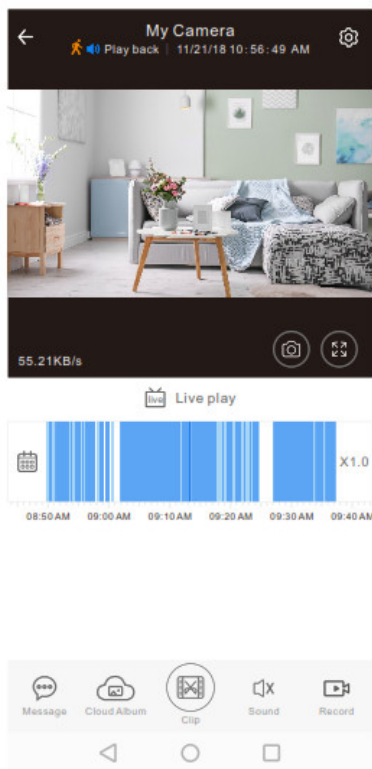 My Camera
Play back | 11/21/18 10:56:49 AM
55.21KB/s
live Live play
X1.0
08:50 AM 09:00 AM 09:10 AM 09:20 AM 09:30 AM 09:40 AM
Message Cloud Album Clip Sound Record